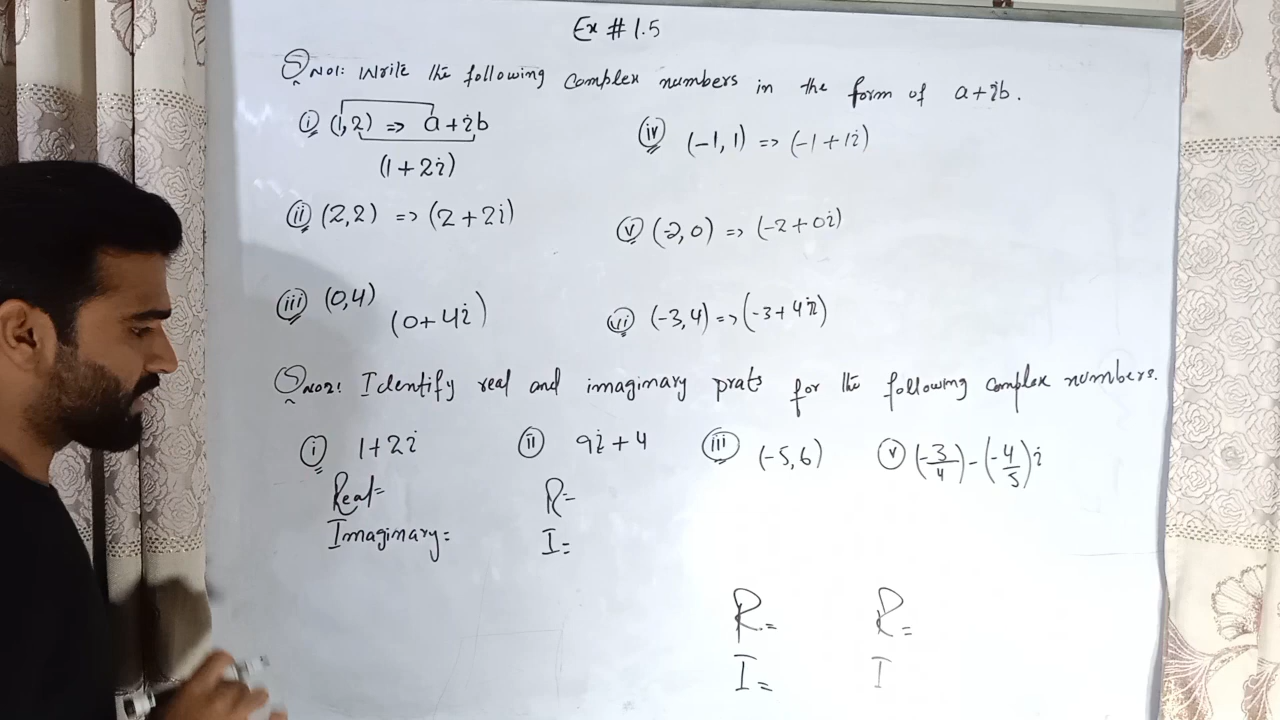 Ex # 1.5
Q No1: Write the following complex numbers in the form of a+ib.
i (1,2) => a+ib
(1+2i)
iv (-1,1) => (-1+1i)
ii (2,2) => (2+2i)
v (-2,0) => (-2+0i)
iii (0,4) (0+4i)
vi (-3,4) => (-3+4i)
Q No2: Identify real and imaginary prats for the following complex numbers.
i 1+2i
Real=
Imaginary=
ii 9i+4
R=
I=
iii (-5,6)
R=
I=
v (-3/4)-(-4/5)i
R=
I